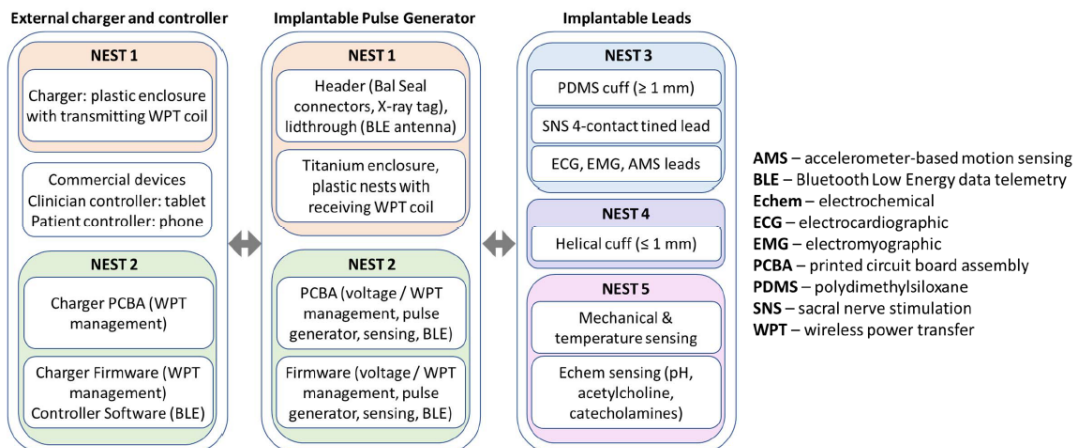 External charger and controller
NEST 1
Charger: plastic enclosure
with transmitting WPT coil
Commercial devices
Clinician controller: tablet
Patient controller: phone
NEST 2
Charger PCBA (WPT
management)
Charger Firmware (WPT
management)
Controller Software (BLE)
Implantable Pulse Generator
NEST 1
Header (Bal Seal
connectors, X-ray tag),
lidthrough (BLE antenna)
Titanium enclosure,
plastic nests with
receiving WPT coil
NEST 2
PCBA (voltage / WPT
management, pulse
generator, sensing, BLE)
Firmware (voltage / WPT
management, pulse
generator, sensing, BLE)
Implantable Leads
NEST 3
PDMS cuff (≥ 1 mm)
SNS 4-contact tined lead
ECG, EMG, AMS leads
NEST 4
Helical cuff (≤ 1 mm)
NEST 5
Mechanical &
temperature sensing
Echem sensing (pH,
acetylcholine,
catecholamines)
AMS – accelerometer-based motion sensing
BLE – Bluetooth Low Energy data telemetry
Echem – electrochemical
ECG – electrocardiographic
EMG – electromyographic
PCBA – printed circuit board assembly
PDMS – polydimethylsiloxane
SNS – sacral nerve stimulation
WPT – wireless power transfer